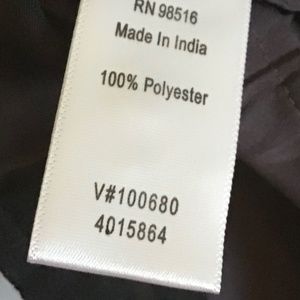 RN 98516
Made In India
100% Polyester
V#100680
4015864